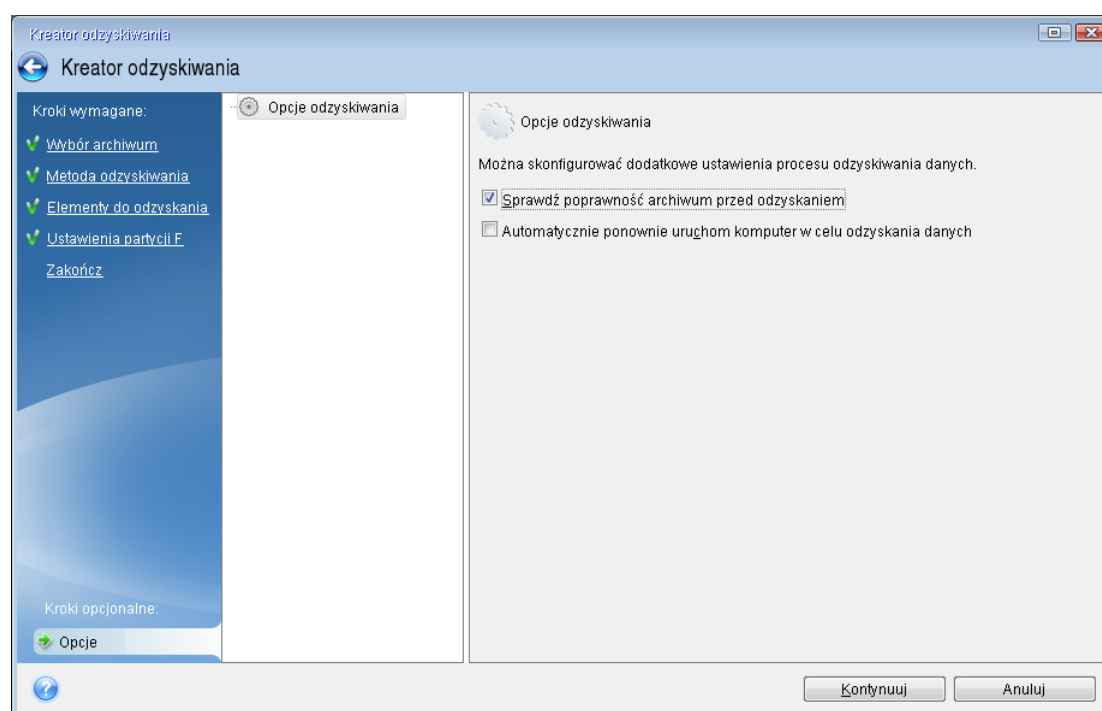 Kreator odzyskiwania
Kreator odzyskiwania
Kroki wymagane:
Wybór archiwum
Metoda odzyskiwania
Elementy do odzyskania
Ustawienia partycji F
Zakończ
Kroki opcjonalne:
Opcje
Opcje odzyskiwania
Opcje odzyskiwania
Można skonfigurować dodatkowe ustawienia procesu odzyskiwania danych.
Sprawdź poprawność archiwum przed odzyskaniem
Automatycznie ponownie uruchom komputer w celu odzyskania danych
Kontynuuj
Anuluj